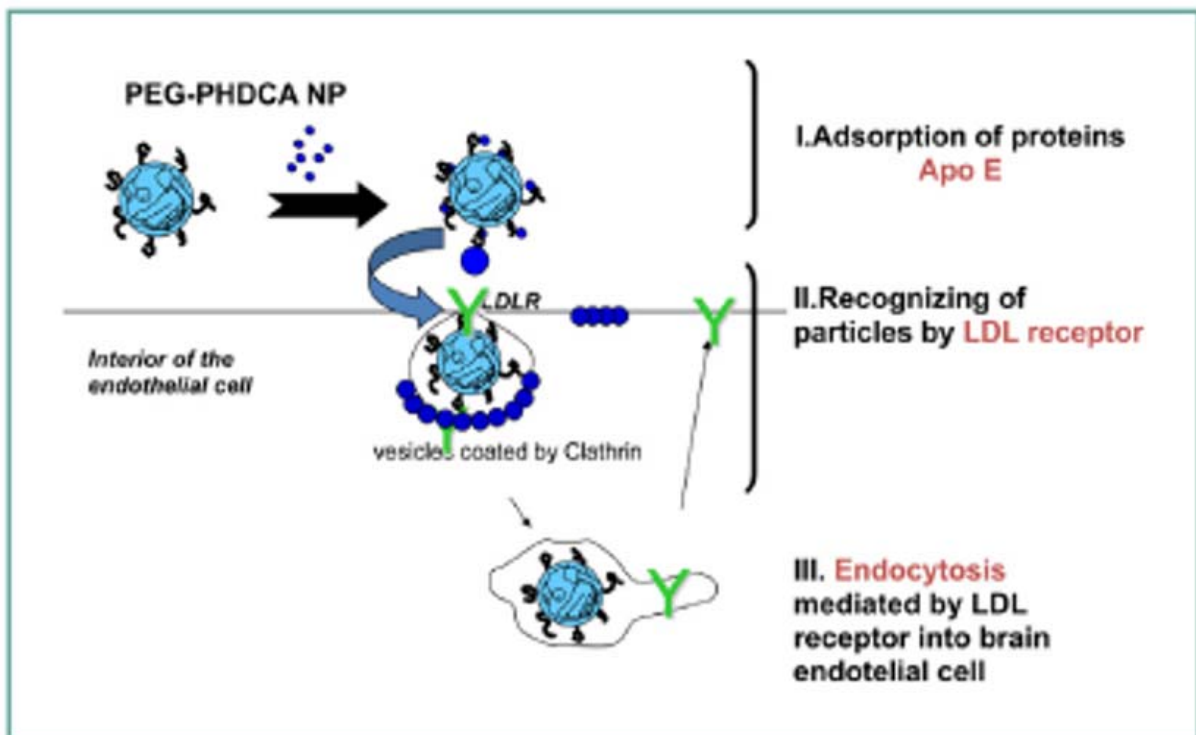 PEG-PHDCA NP
I.Adsorption of proteins
Apo E
LDLR
II.Recognizing of
particles by LDL receptor
Interior of the
endothelial cell
vesicles coated by Clathrin
III. Endocytosis
mediated by LDL
receptor into brain
endotelial cell